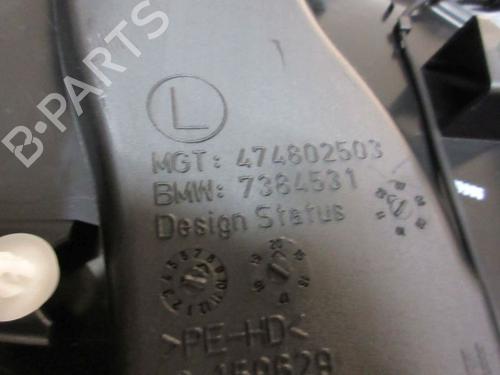 B-PARTS
L
MGT: 474802503
BMW: 7364531
Design Status
>PE-HD<